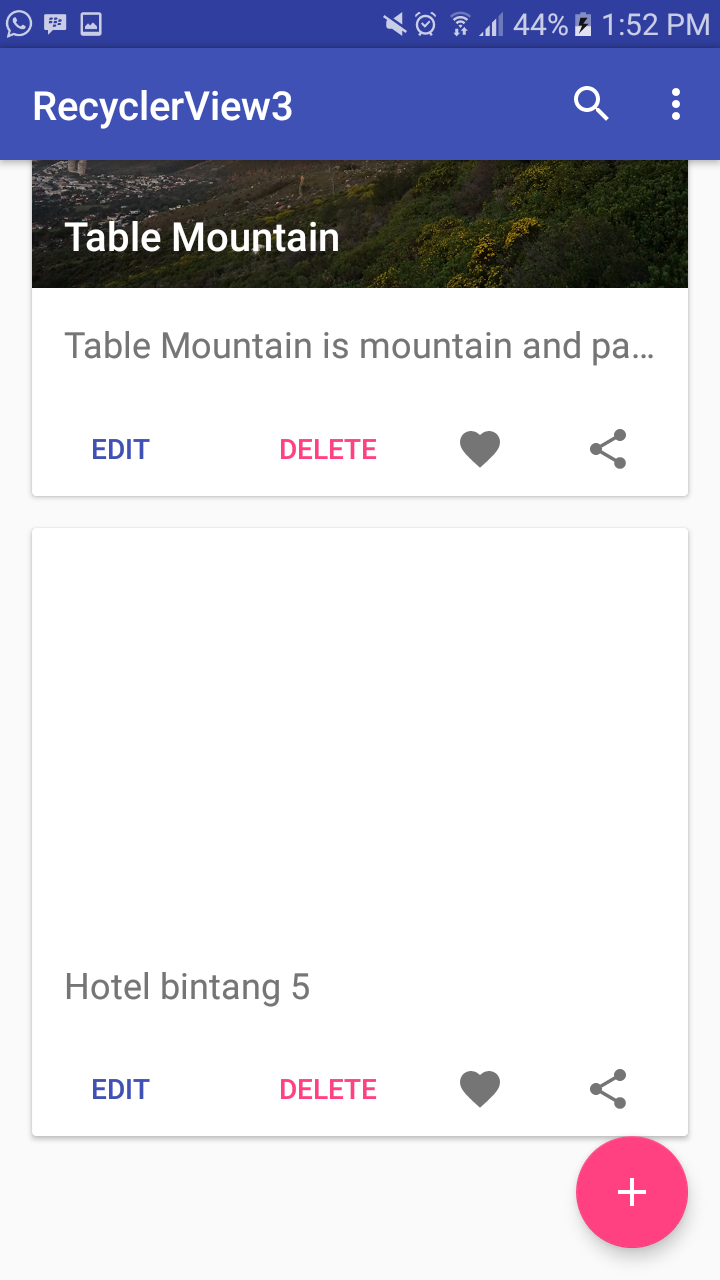 44% 1:52 PM
RecyclerView3
Table Mountain
Table Mountain is mountain and pa...
EDIT DELETE
Hotel bintang 5
EDIT DELETE